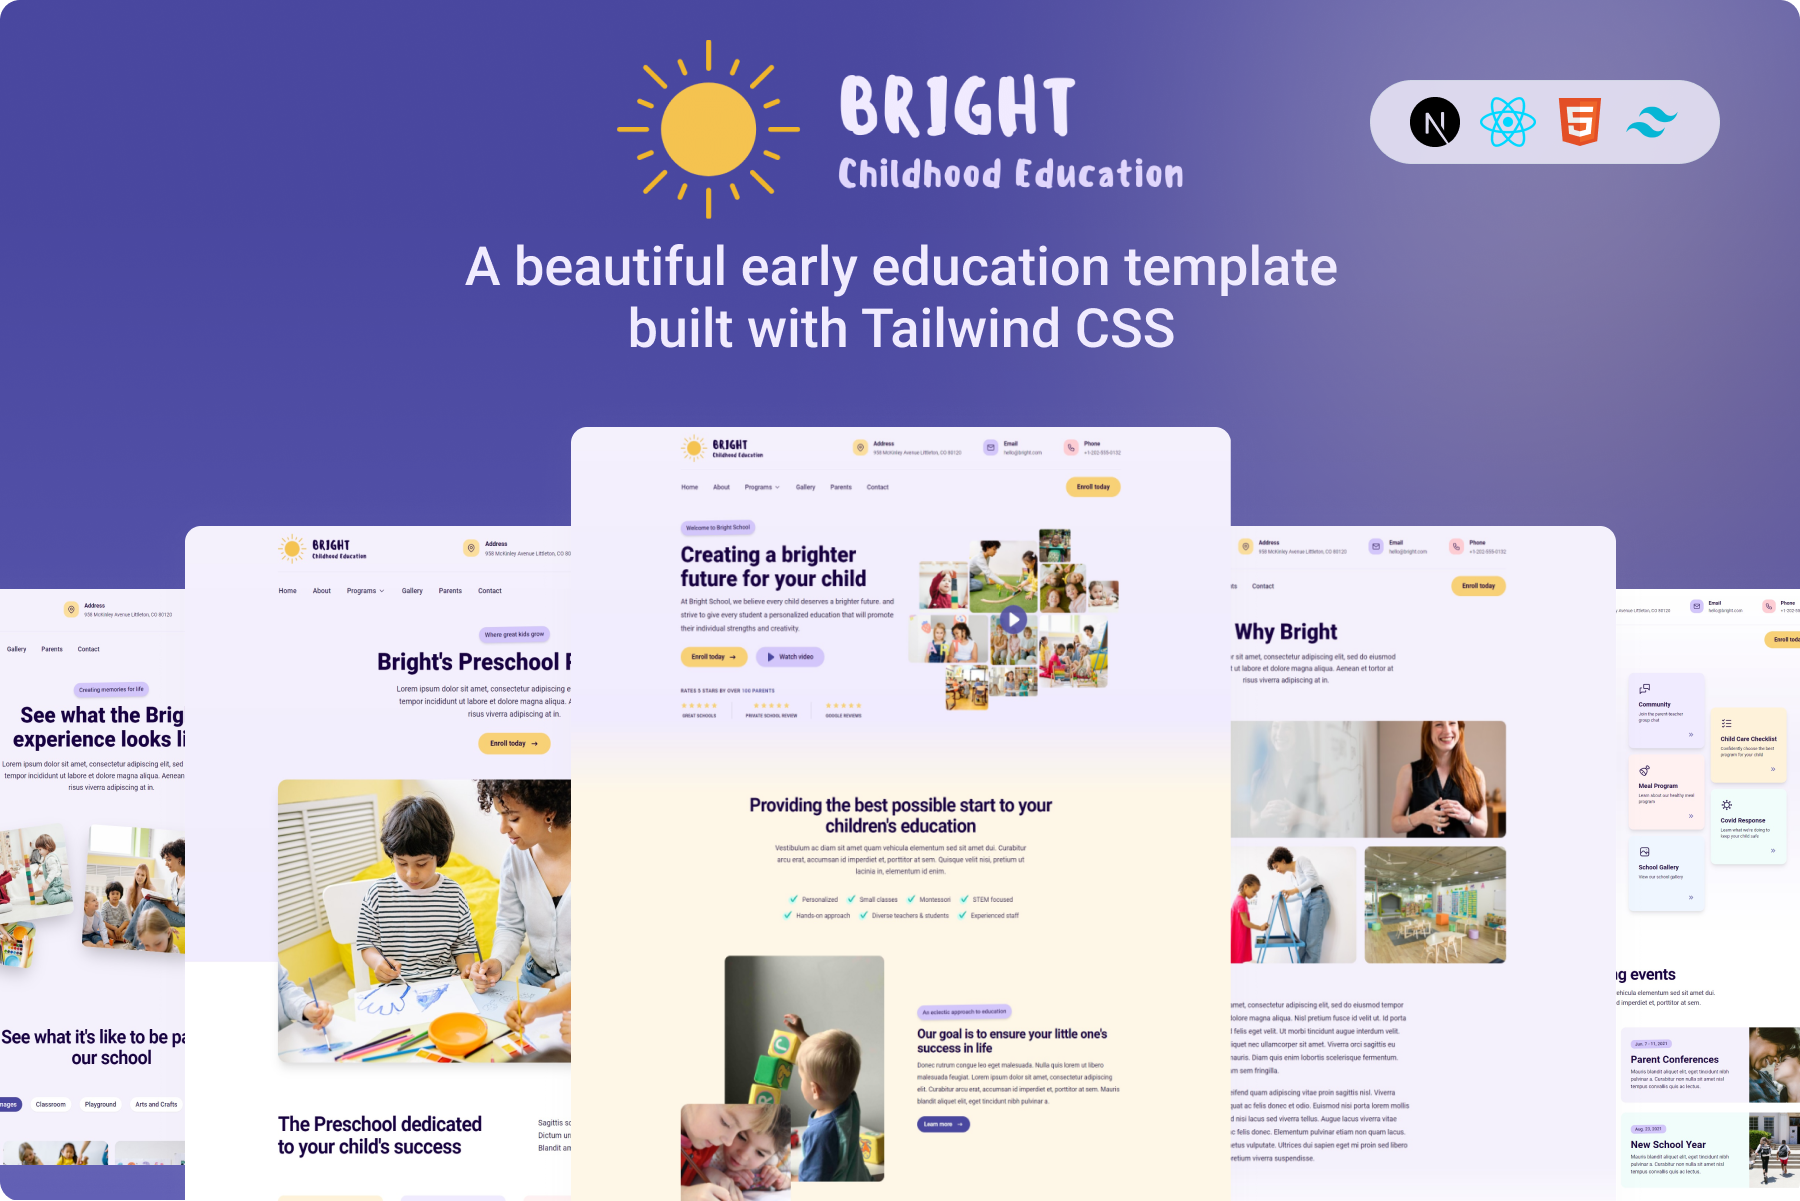 BRIGHT
Childhood Education
A beautiful early education template
built with Tailwind CSS
Address
958 McKinley Avenue Littleton, CO 80120
Gallery Parents Contact
Creating memories for life
See what the Brig
experience looks li
Lorem ipsum dolor sit amet, consectetur adipiscing elit, sed
tempor incididunt ut labore et dolore magna aliqua. Aenean
risus viverra adipiscing at in.
See what it's like to be pa
our school
Classroom Playground Arts and Crafts
BRIGHT
Childhood Education
Address
958 McKinley Avenue Littleton, CO 80
Home About Programs Gallery Parents Contact
Where great kids grow
Bright's Preschool
Lorem ipsum dolor sit amet, consectetur adipiscing e
tempor incididunt ut labore et dolore magna aliqua.
risus viverra adipiscing at in.
Enroll today
The Preschool dedicated
to your child's success
Sagittis
Dictum
Blandit
BRIGHT
Childhood Education
Address
958 McKinley Avenue Littleton, CO 80120
Email
hello@bright.com
Phone
+1-202-555-0132
Home About Programs Gallery Parents Contact
Enroll today
Welcome to Bright School
Creating a brighter
future for your child
At Bright School, we believe every child deserves a brighter future. and
strive to give every student a personalized education that will promote
their individual strengths and creativity.
Enroll today Watch video
RATES 5 STARS BY OVER 100 PARENTS
GREAT SCHOOLS PRIVATE SCHOOL REVIEW GOOGLE REVIEWS
Providing the best possible start to your
children's education
Vestibulum ac diam sit amet quam vehicula elementum sed sit amet dui. Curabitur
arcu erat, accumsan id imperdiet et, porttitor at sem. Quisque velit nisi, pretium ut
lacinia in, elementum id enim.
Personalized Small classes Montessori STEM focused
Hands-on approach Diverse teachers & students Experienced staff
An eclectic approach to education
Our goal is to ensure your little one's
success in life
Donec rutrum congue leo eget malesuada. Nulla quis lorem ut libero
malesuada feugiat. Lorem ipsum dolor sit amet, consectetur adipiscing
elit. Curabitur arcu erat, accumsan id imperdiet et, porttitor at sem. Mauris
blandit aliquet elit, eget tincidunt nibh pulvinar a.
Learn more
Address
958 McKinley Avenue Littleton, CO 80120
Email
hello@bright.com
Phone
+1-202-555-0132
Contact
Enroll today
Why Bright
r sit amet, consectetur adipiscing elit, sed do eiusmod
t ut labore et dolore magna aliqua. Aenean et tortor at
risus viverra adipiscing at in.
met, consectetur adipiscing elit, sed do eiusmod tempor
dolore magna aliqua. Nisl pretium fusce id velit ut. Id porta
felis eget velit. Ut morbi tincidunt augue interdum velit.
iquet nec ullamcorper sit amet. Viverra orci sagittis eu
mauris. Diam quis enim lobortis scelerisque fermentum.
m sem fringilla.
eifend quam adipiscing vitae proin sagittis nisl. Viverra
quat ac felis donec et odio. Euismod nisi porta lorem mollis
d nisi lacus sed viverra tellus. Augue lacus viverra vitae
c felis donec. Elementum pulvinar etiam non quam lacus.
etus vulputate. Ultrices dui sapien eget mi proin sed libero
retium viverra suspendisse.
Email
hello@bright.com
Phone
Enroll toda
Community
Join the parent-teacher
group chat
Child Care Checklist
Confidently choose the best
program for your child
Meal Program
Learn about our healthy meal
program
Covid Response
Learn what we're doing to
keep your child safe
School Gallery
View our school gallery
g events
vehicula elementum sed sit amet dui.
d imperdiet et, porttitor at sem.
Jun. 7 - 11, 2021
Parent Conferences
Mauris blandit aliquet elit, eget tincidunt nibh
pulvinar a. Curabitur non nulla sit amet nisl
tempus convallis quis ac lectus.
Aug. 23, 2021
New School Year
Mauris blandit aliquet elit, eget tincidunt nibh
pulvinar a. Curabitur non nulla sit amet nisl
tempus convallis quis ac lectus.